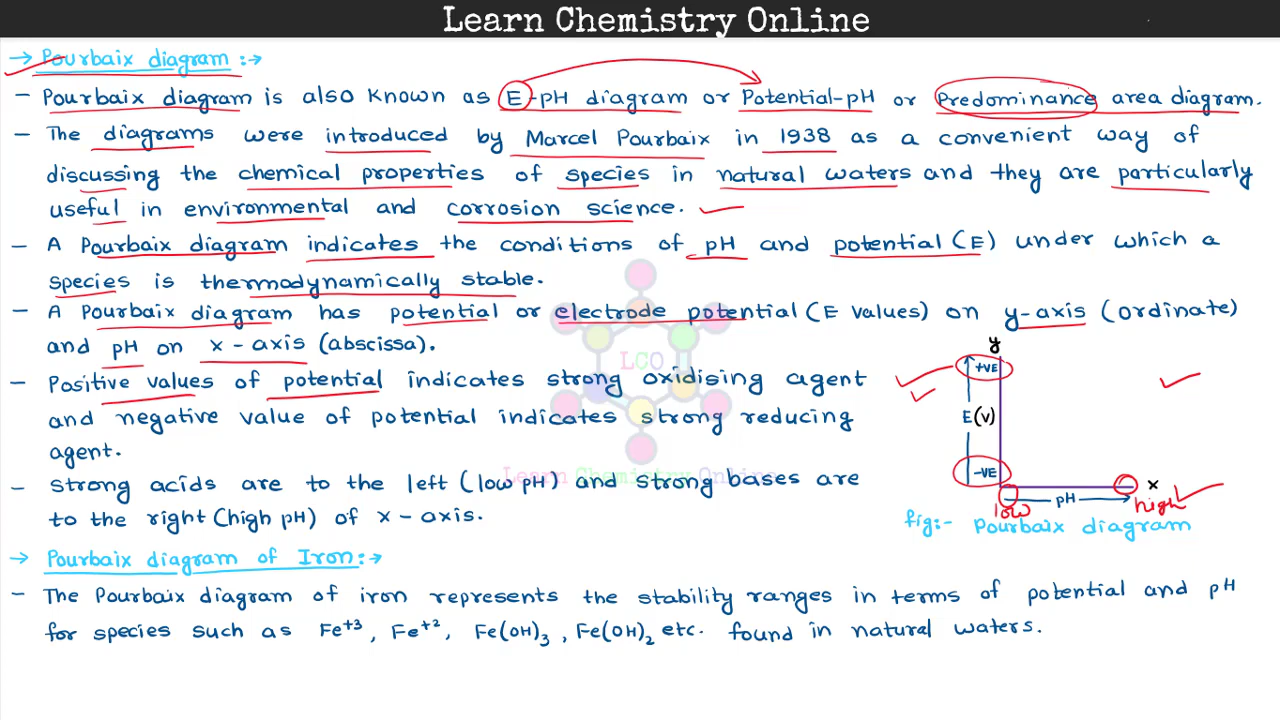 Learn Chemistry Online
→ Pourbaix diagram:→
- Pourbaix diagram is also known as E-pH diagram or Potential-pH or Predominance area diagram.
- The diagrams were introduced by Marcel Pourbaix in 1938 as a convenient way of
discussing the chemical properties of species in natural waters and they are particularly
useful in environmental and corrosion science.
- A Pourbaix diagram indicates the conditions of pH and potential (E) under which a
species is thermodynamically stable.
- A Pourbaix diagram has potential or electrode potential (E values) on y-axis (ordinate)
and pH on x-axis (abscissa).
- Positive values of potential indicates strong oxidising agent
and negative value of potential indicates strong reducing
agent.
- Strong acids are to the left (low pH) and strong bases are
to the right (high pH) of x-axis.
y
+VE
E(V)
-VE
x
pH
low
high
fig:- Pourbaix diagram
→ Pourbaix diagram of Iron:→
- The Pourbaix diagram of iron represents the stability ranges in terms of potential and pH
for species such as Fe+3, Fe+2, Fe(OH)3, Fe(OH)2 etc. found in natural waters.
LCO
Learn Chemistry Online